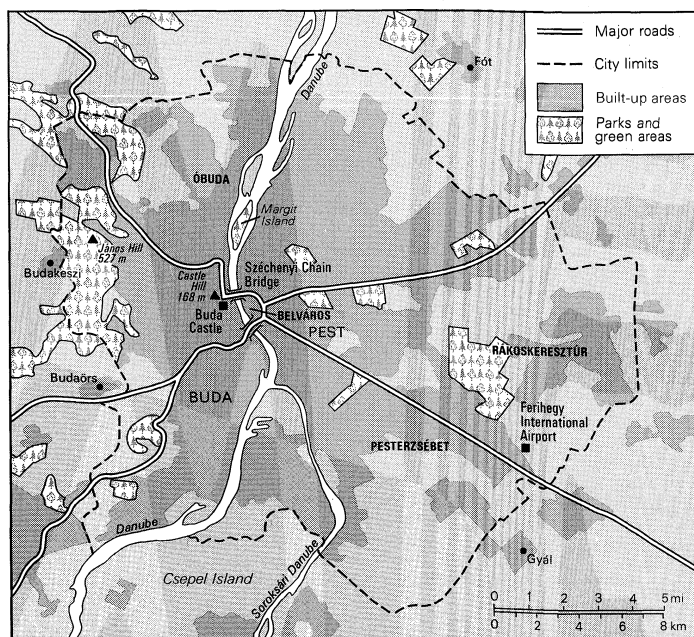 Major roads
City limits
Built-up areas
Parks and
green areas
Fót
Danube
ÓBUDA
Margit
Island
János Hill
527 m
Budakeszi
Castle
Hill
168 m
Széchenyi Chain
Bridge
Buda
Castle
BELVÁROS
PEST
RÁKOSKERESZTÚR
Budaörs
BUDA
Ferihegy
International
Airport
PESTERZSÉBET
Danube
Csepel Island
Soroksári Danube
Gyál
0 1 2 3 4 5 mi
0 2 4 6 8 km